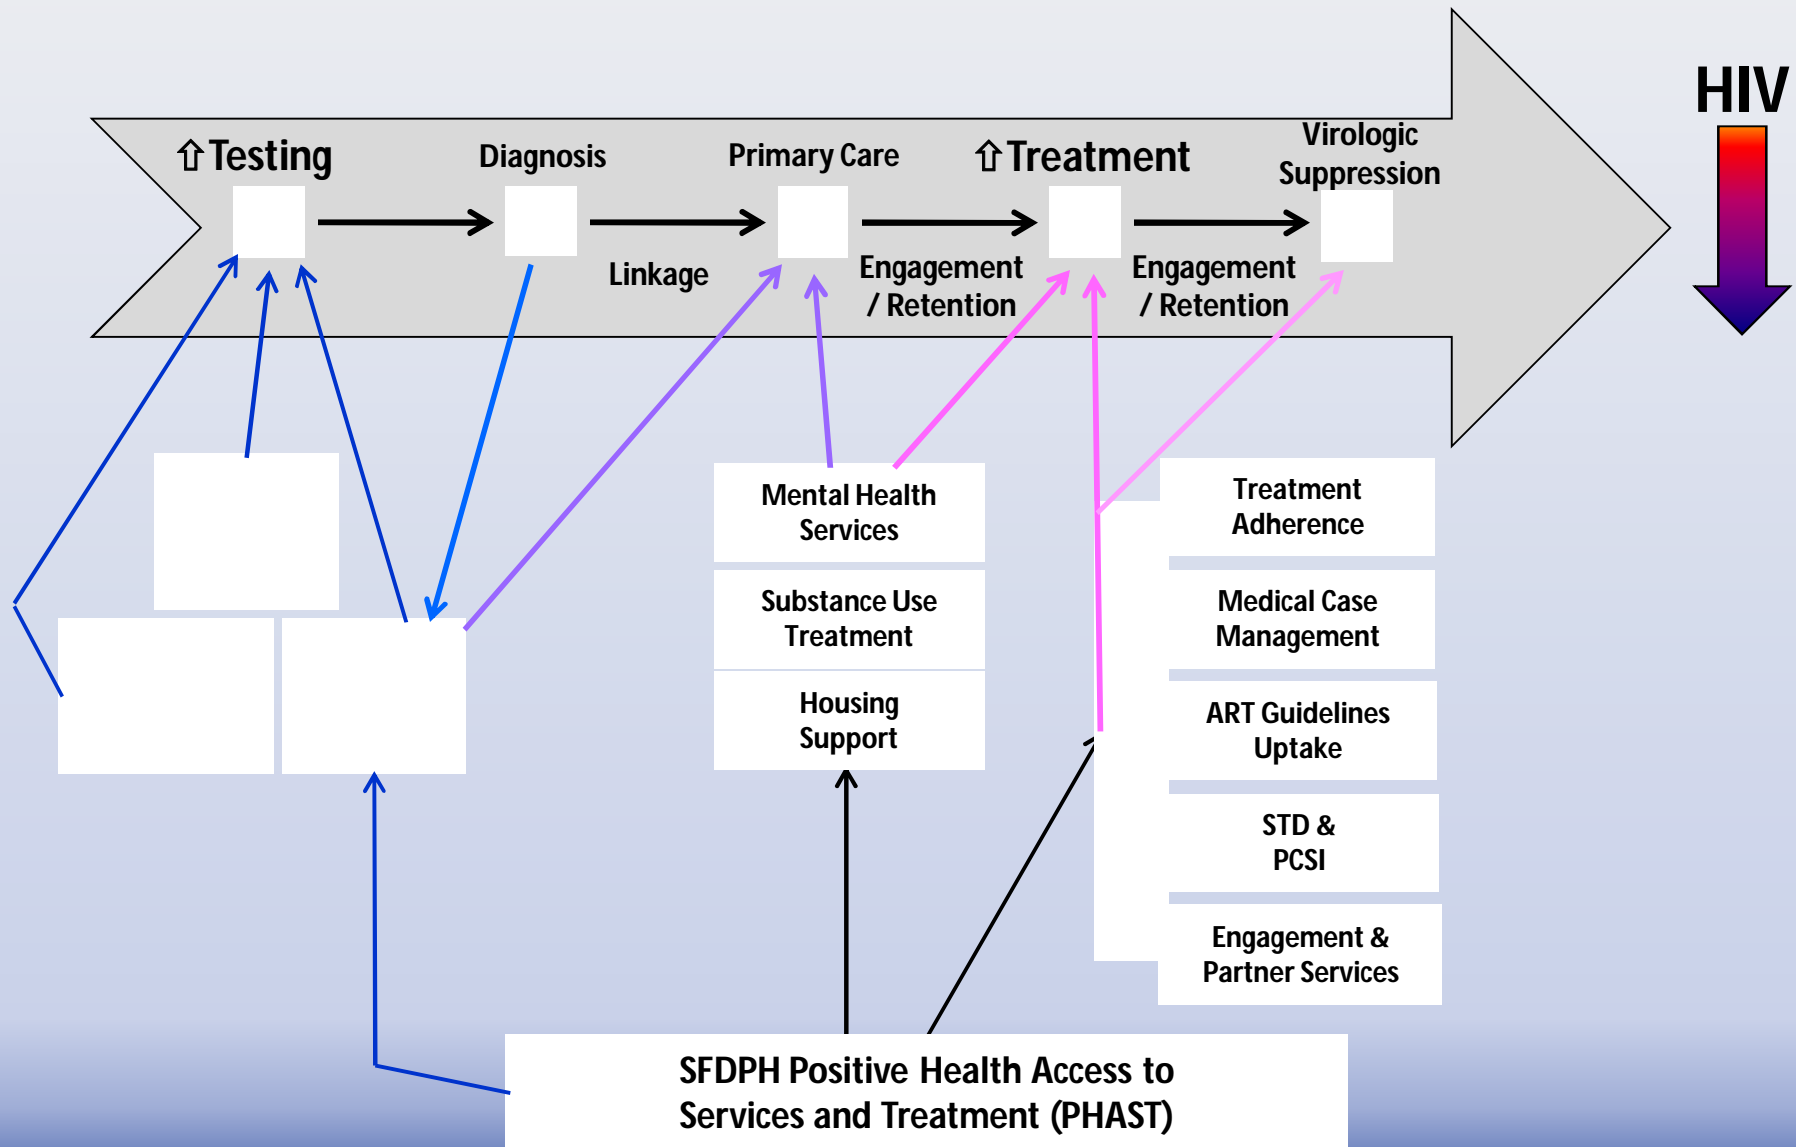 HIV
⇧Testing
Diagnosis
Primary Care
⇧Treatment
Virologic
Suppression
Linkage
Engagement
/ Retention
Engagement
/ Retention
Mental Health
Services
Substance Use
Treatment
Housing
Support
Treatment
Adherence
Medical Case
Management
ART Guidelines
Uptake
STD &
PCSI
Engagement &
Partner Services
SFDPH Positive Health Access to
Services and Treatment (PHAST)